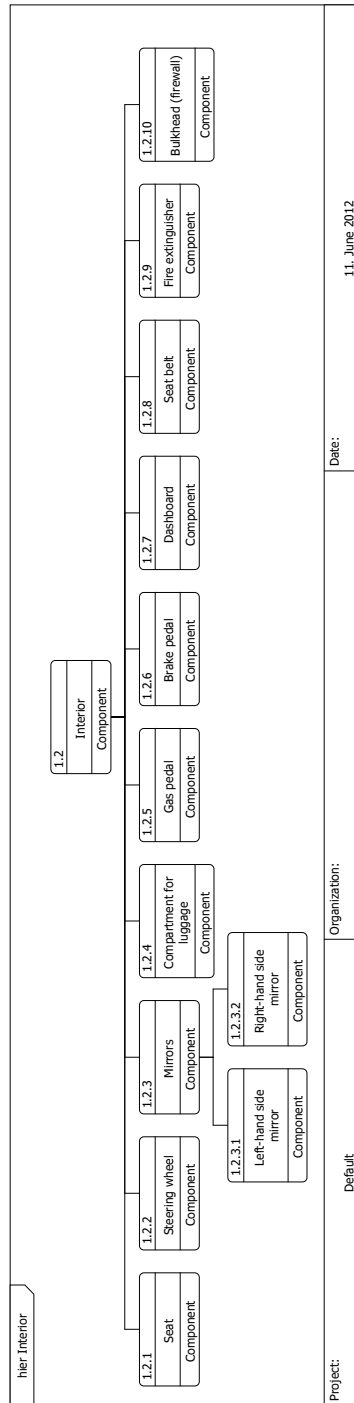 hier Interior
1.2
Interior
Component
1.2.1
Seat
Component
1.2.2
Steering wheel
Component
1.2.3
Mirrors
Component
1.2.3.1
Left-hand side
mirror
Component
1.2.3.2
Right-hand side
mirror
Component
1.2.4
Compartment for
luggage
Component
1.2.5
Gas pedal
Component
1.2.6
Brake pedal
Component
1.2.7
Dashboard
Component
1.2.8
Seat belt
Component
1.2.9
Fire extinguisher
Component
1.2.10
Bulkhead (firewall)
Component
Project:
Default
Organization:
Date:
11. June 2012